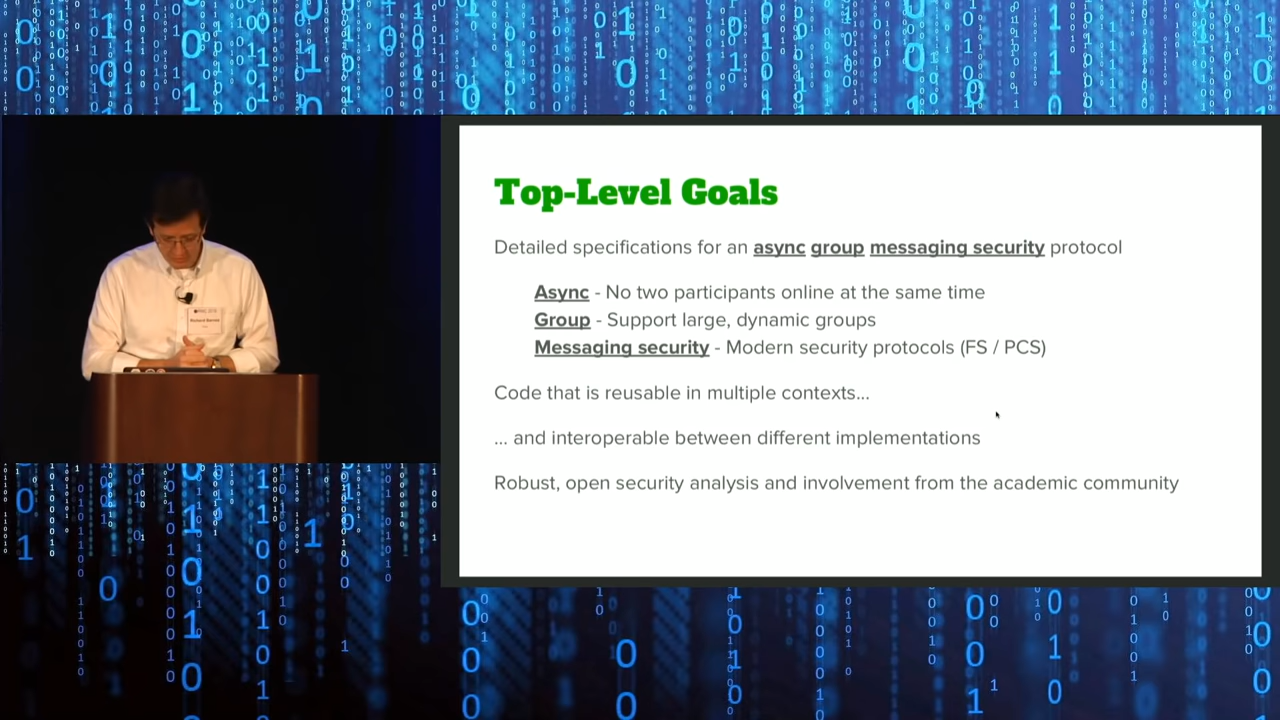 Top-Level Goals
Detailed specifications for an async group messaging security protocol
Async - No two participants online at the same time
Group - Support large, dynamic groups
Messaging security - Modern security protocols (FS / PCS)
Code that is reusable in multiple contexts...
... and interoperable between different implementations
Robust, open security analysis and involvement from the academic community